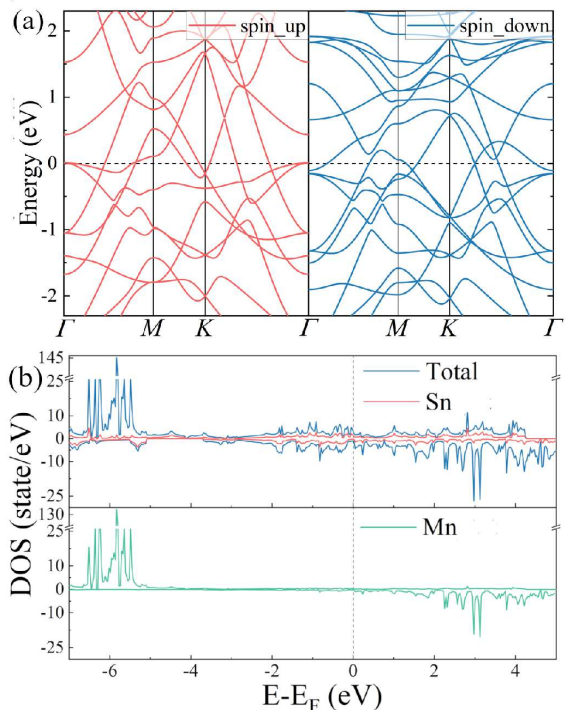 (a)
spin_up
spin_down
Energy (eV)
2
1
0
-1
-2
Γ
M
K
Γ
M
K
Γ
(b)
145
25
10
0
-10
-25
130
25
0
-10
-25
Total
Sn
Mn
DOS (state/eV)
-6
-4
-2
0
2
4
E-E_F (eV)